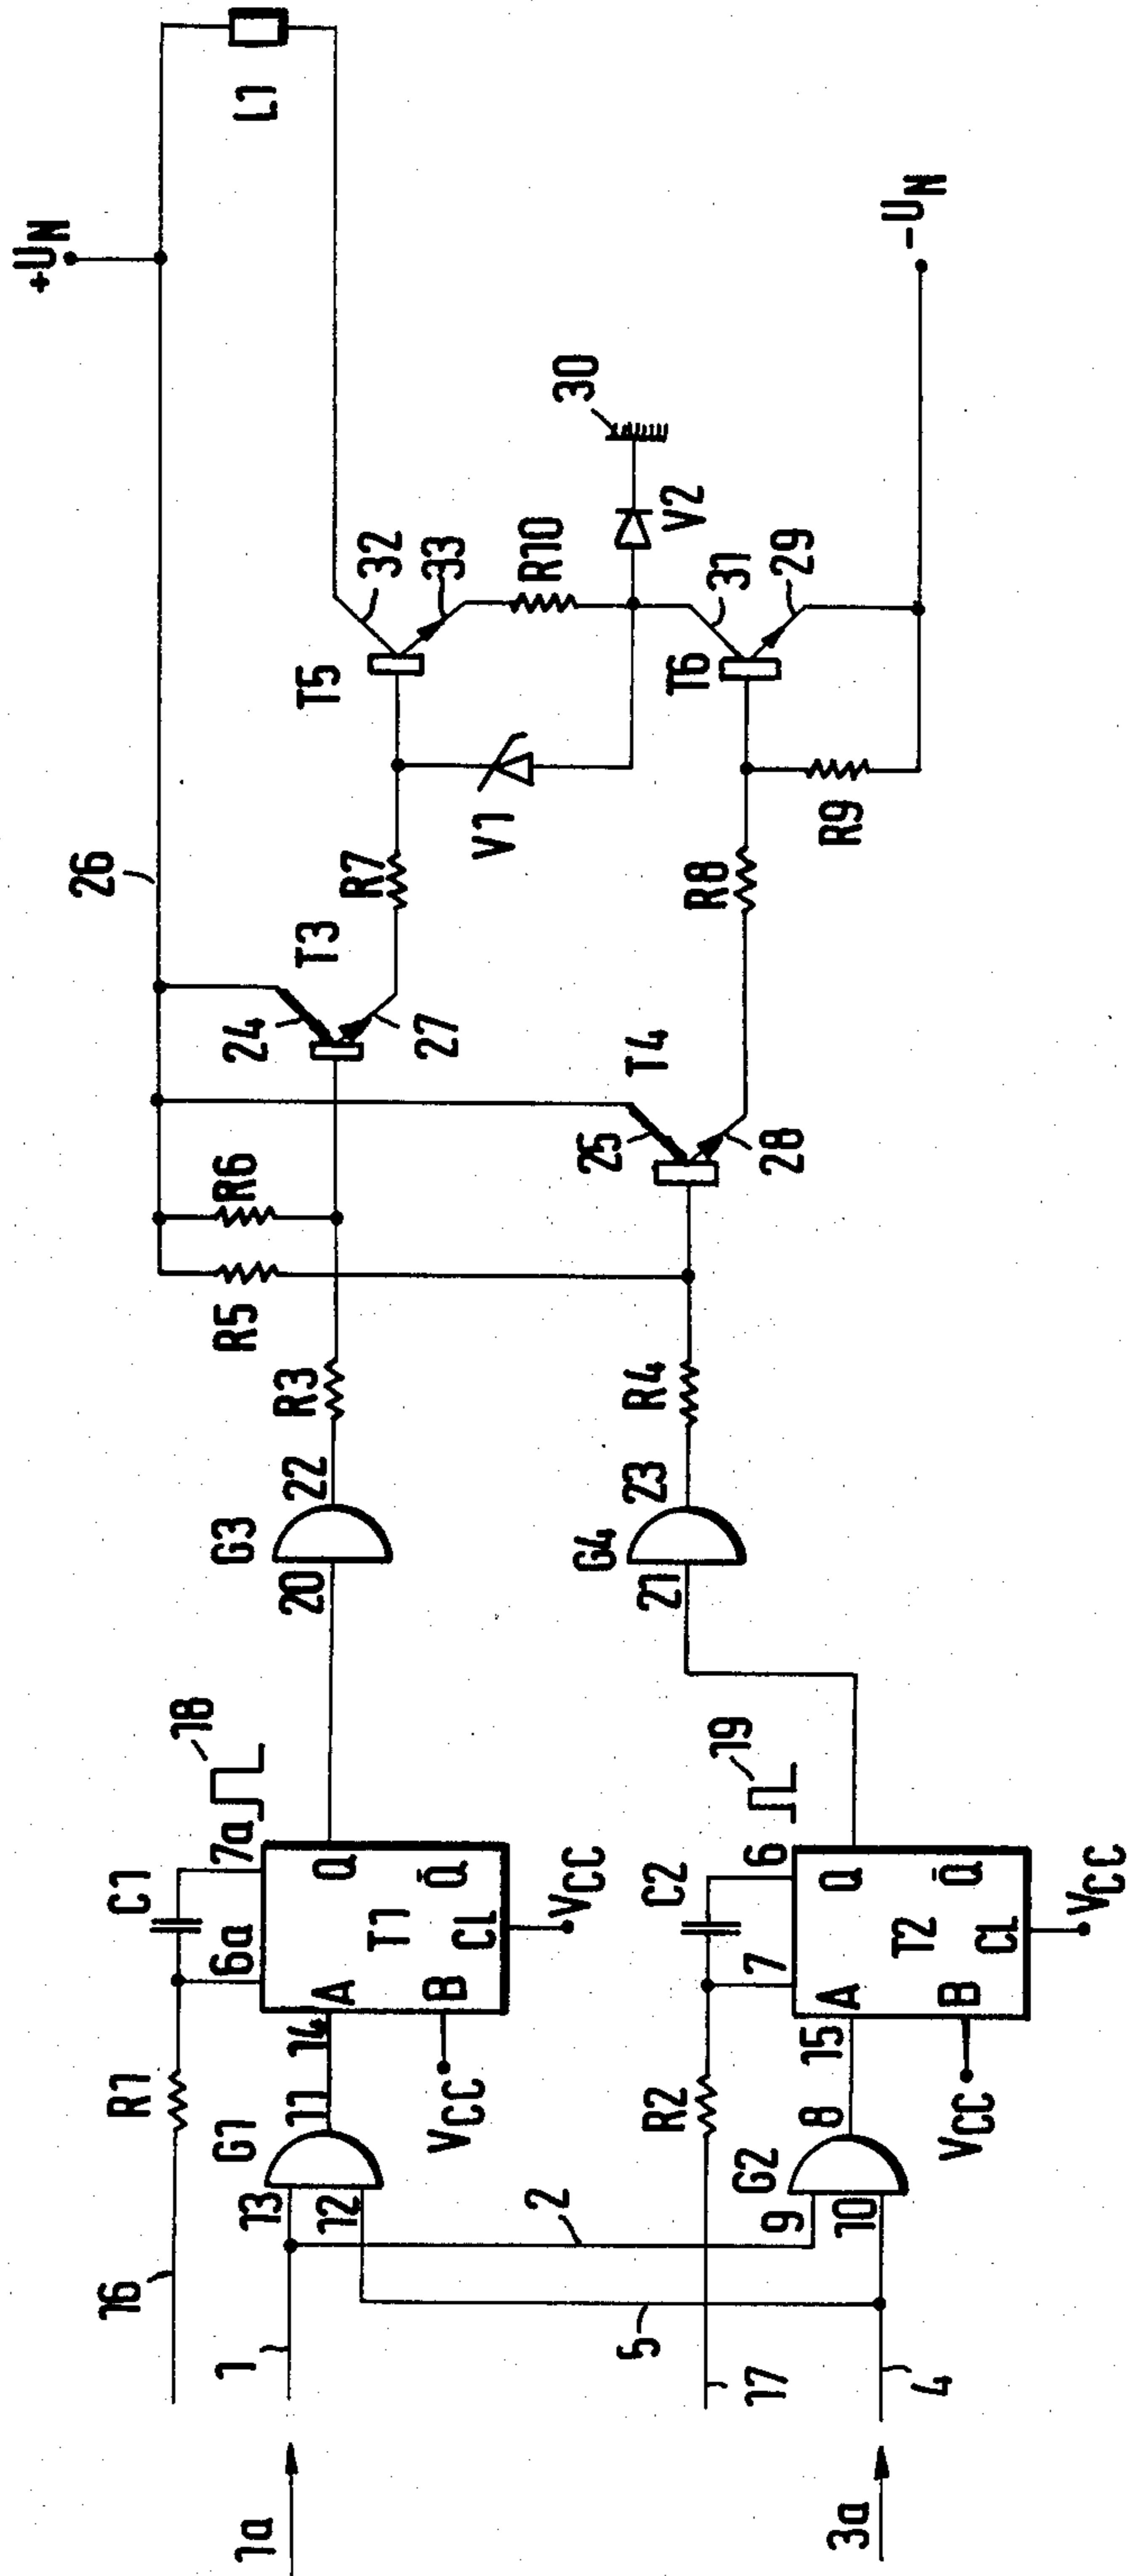 +UN
L1
26
T3
24
27
R7
T5
32
33
R10
V1
V2
30
T6
31
29
-UN
R9
R8
T4
25
28
R6
R5
R3
22
G3
20
R4
23
G4
21
18
7a
C1
6a
R1
16
Q
Q̄
T1
CL
A
B
VCC
VCC
14
11
G1
13
12
1
1a
2
5
19
6
C2
7
R2
17
Q
Q̄
T2
CL
A
B
VCC
VCC
15
8
G2
9
10
4
3a